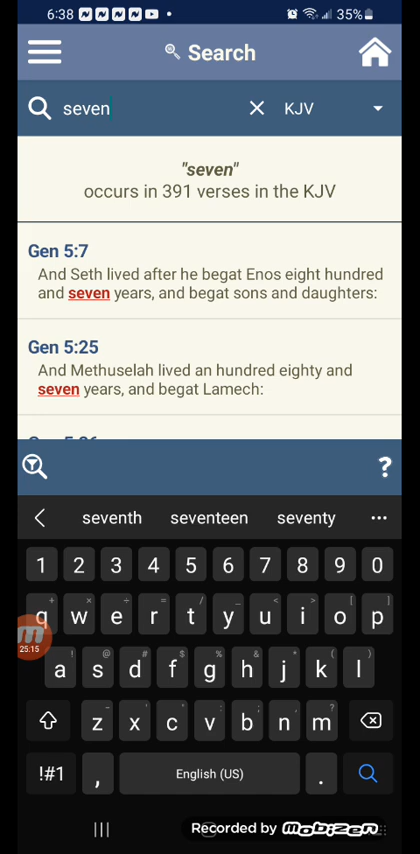 6:38 35%
Search
seven KJV
"seven"
occurs in 391 verses in the KJV
Gen 5:7
And Seth lived after he begat Enos eight hundred
and seven years, and begat sons and daughters:
Gen 5:25
And Methuselah lived an hundred eighty and
seven years, and begat Lamech:
?
seventh seventeen seventy ...
1 2 3 4 5 6 7 8 9 0
q w e r t y u i o p
25:15
a s d f g h j k l
z x c v b n m
!#1 , English (US) .
Recorded by mobizen